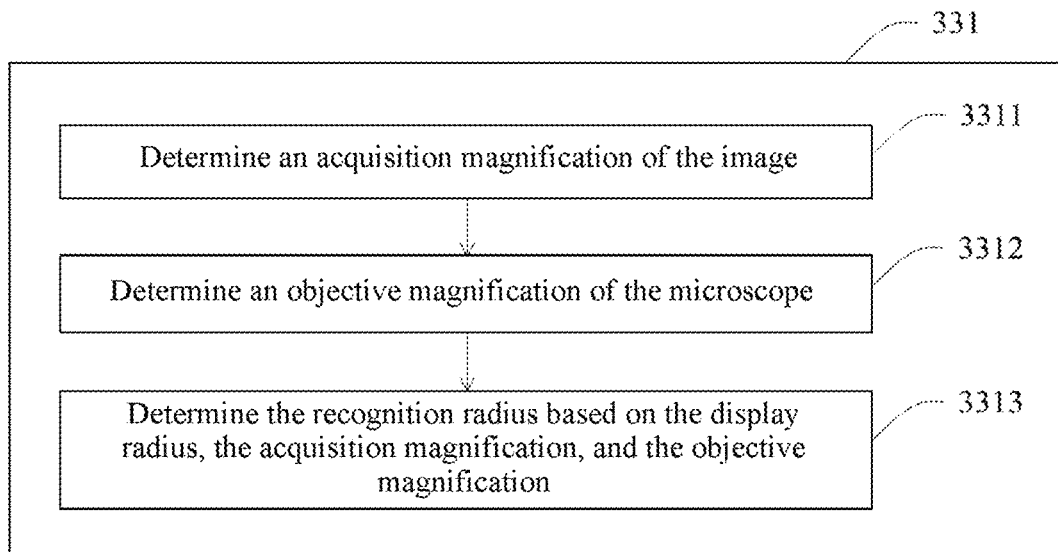 331
3311
Determine an acquisition magnification of the image
3312
Determine an objective magnification of the microscope
3313
Determine the recognition radius based on the display
radius, the acquisition magnification, and the objective
magnification